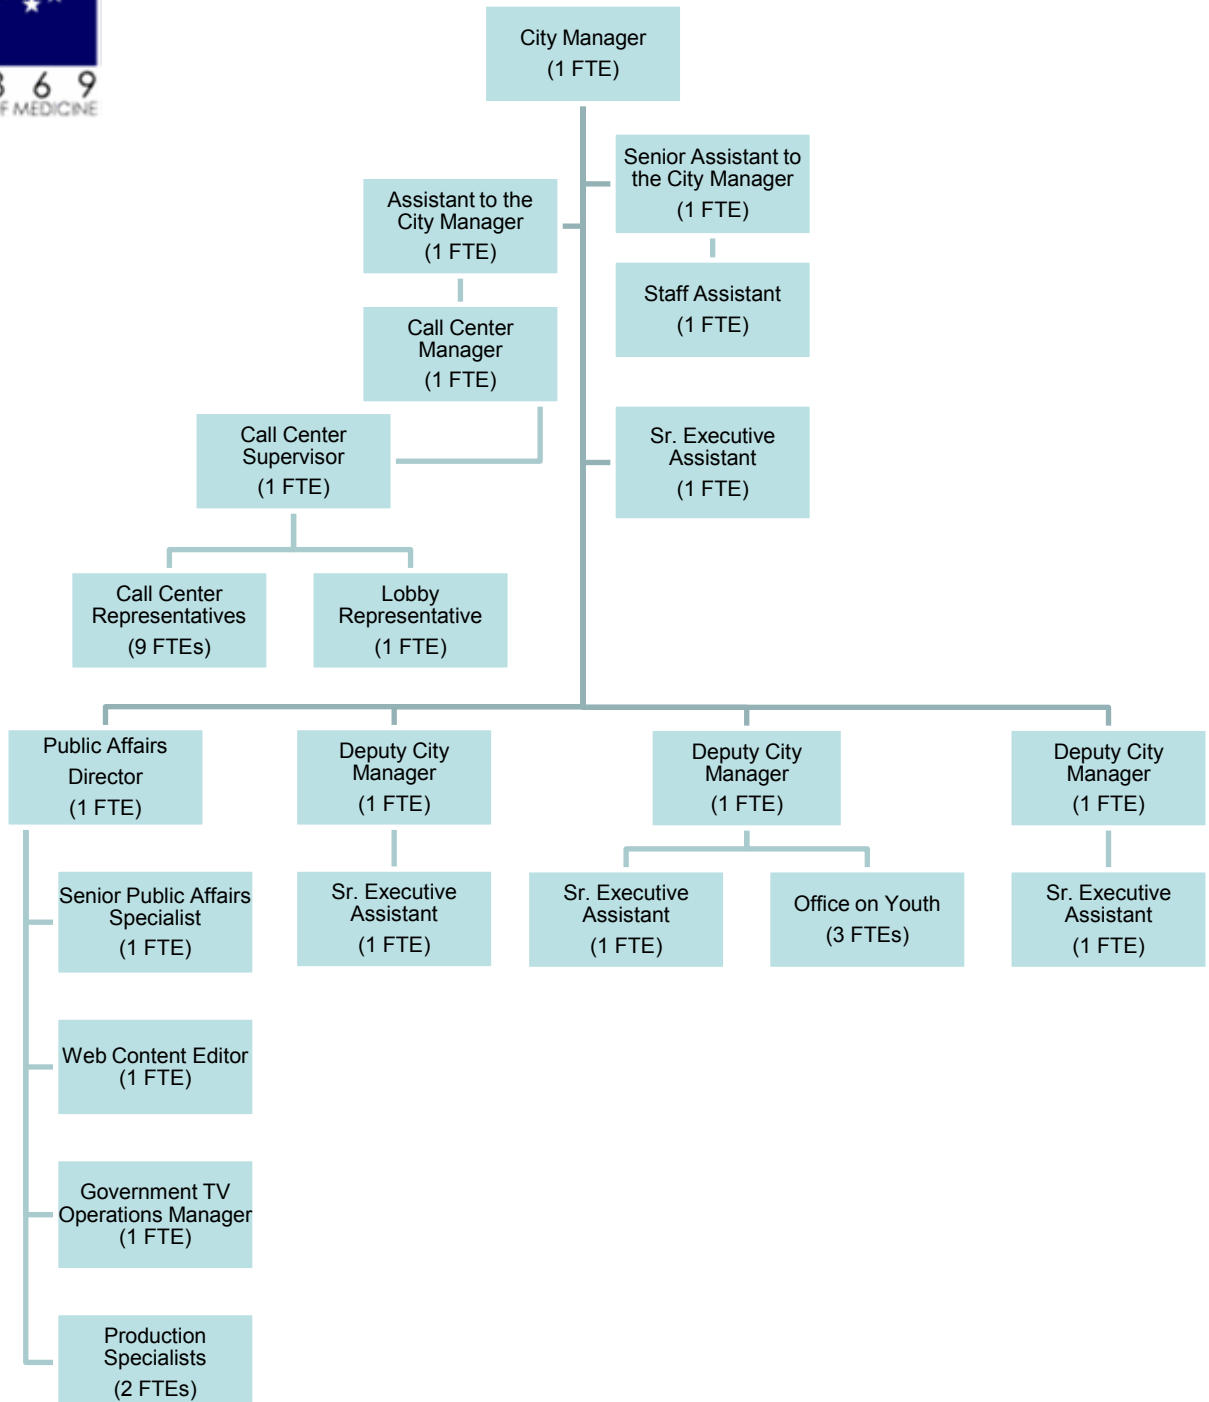 6 9
OF MEDICINE
City Manager
(1 FTE)
Senior Assistant to
the City Manager
(1 FTE)
Assistant to the
City Manager
(1 FTE)
Staff Assistant
(1 FTE)
Call Center
Manager
(1 FTE)
Sr. Executive
Assistant
(1 FTE)
Call Center
Supervisor
(1 FTE)
Call Center
Representatives
(9 FTEs)
Lobby
Representative
(1 FTE)
Public Affairs
Director
(1 FTE)
Deputy City
Manager
(1 FTE)
Deputy City
Manager
(1 FTE)
Deputy City
Manager
(1 FTE)
Senior Public Affairs
Specialist
(1 FTE)
Sr. Executive
Assistant
(1 FTE)
Sr. Executive
Assistant
(1 FTE)
Office on Youth
(3 FTEs)
Sr. Executive
Assistant
(1 FTE)
Web Content Editor
(1 FTE)
Government TV
Operations Manager
(1 FTE)
Production
Specialists
(2 FTEs)